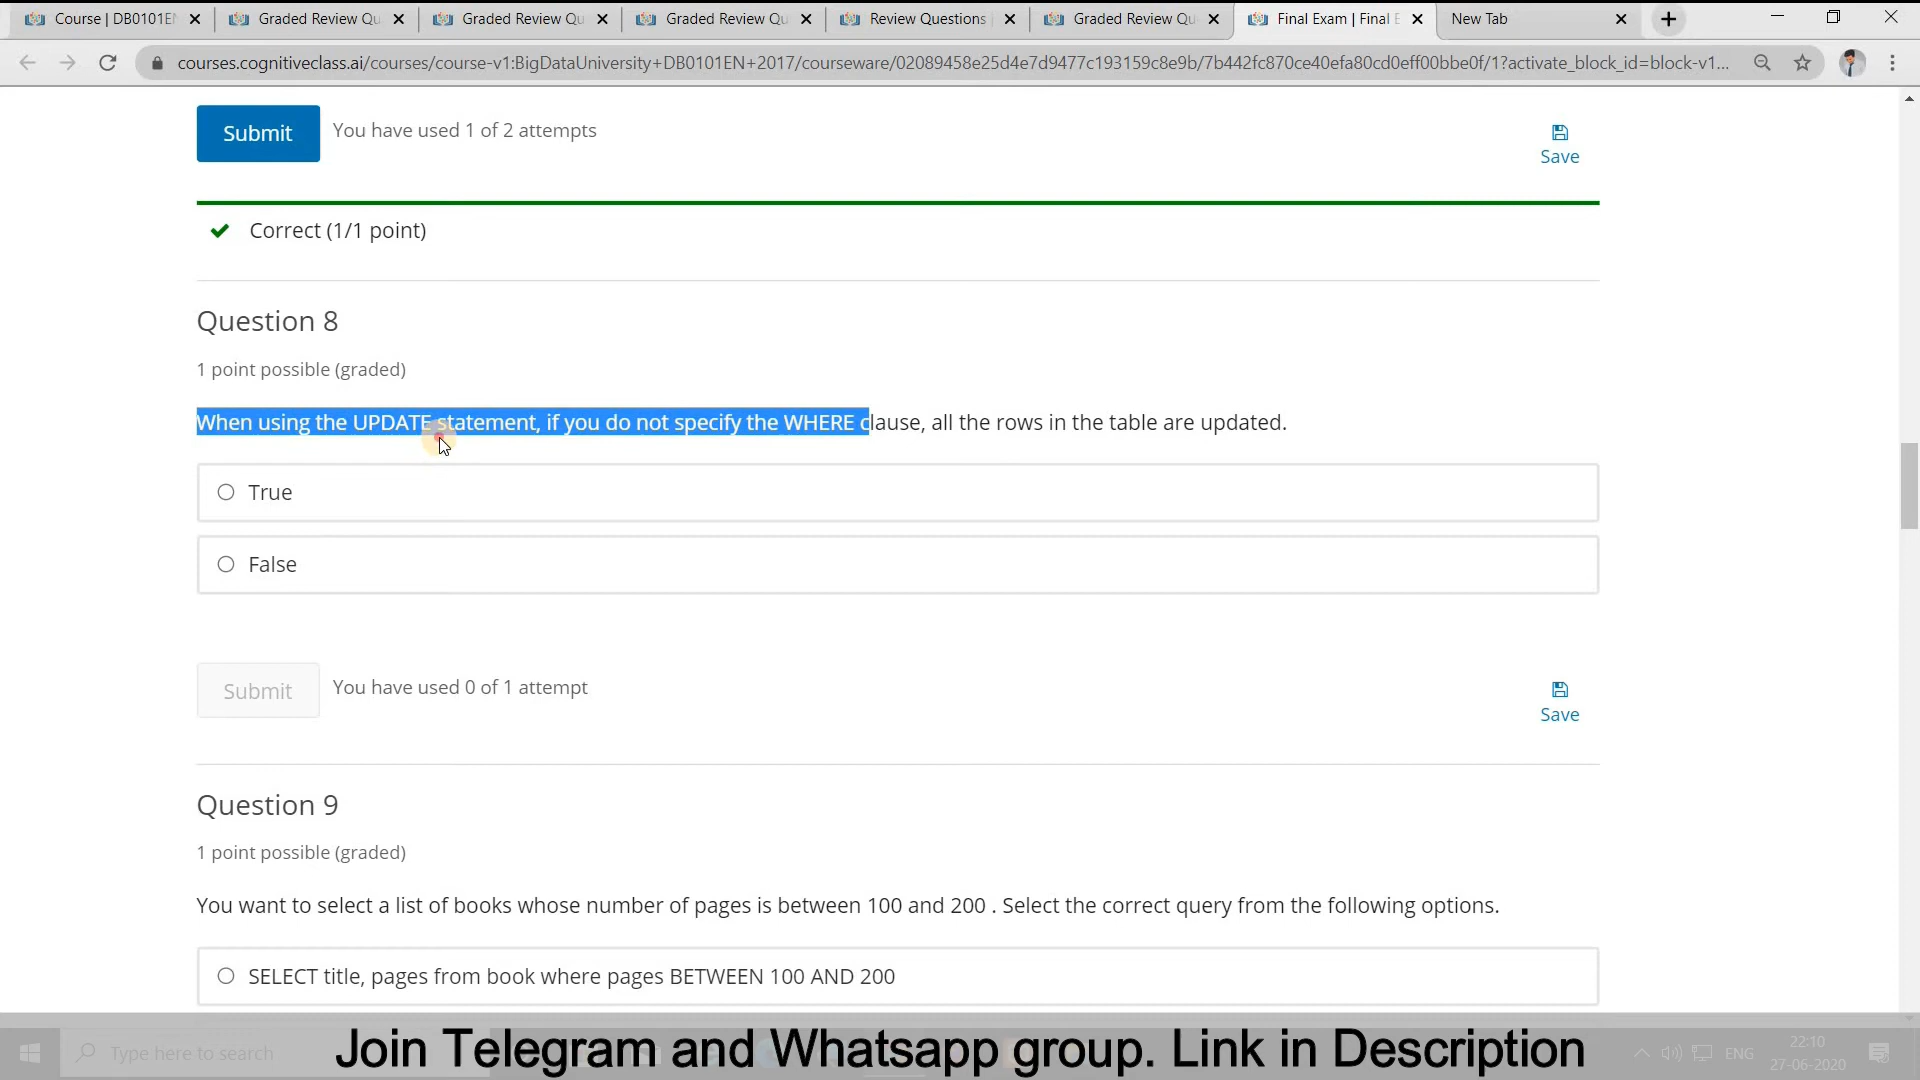 Course | DB0101E
Graded Review Qu
Graded Review Qu
Graded Review Qu
Review Questions
Graded Review Qu
Final Exam | Final E
New Tab
courses.cognitiveclass.ai/courses/course-v1:BigDataUniversity+DB0101EN+2017/courseware/02089458e25d4e7d9477c193159c8e9b/7b442fc870ce40efa80cd0eff00bbe0f/1?activate_block_id=block-v1...
Submit
You have used 1 of 2 attempts
Save
Correct (1/1 point)
Question 8
1 point possible (graded)
When using the UPDATE statement, if you do not specify the WHERE clause, all the rows in the table are updated.
True
False
Submit
You have used 0 of 1 attempt
Save
Question 9
1 point possible (graded)
You want to select a list of books whose number of pages is between 100 and 200 . Select the correct query from the following options.
SELECT title, pages from book where pages BETWEEN 100 AND 200
Type here to search
Join Telegram and Whatsapp group. Link in Description
ENG
22:10
27-06-2020